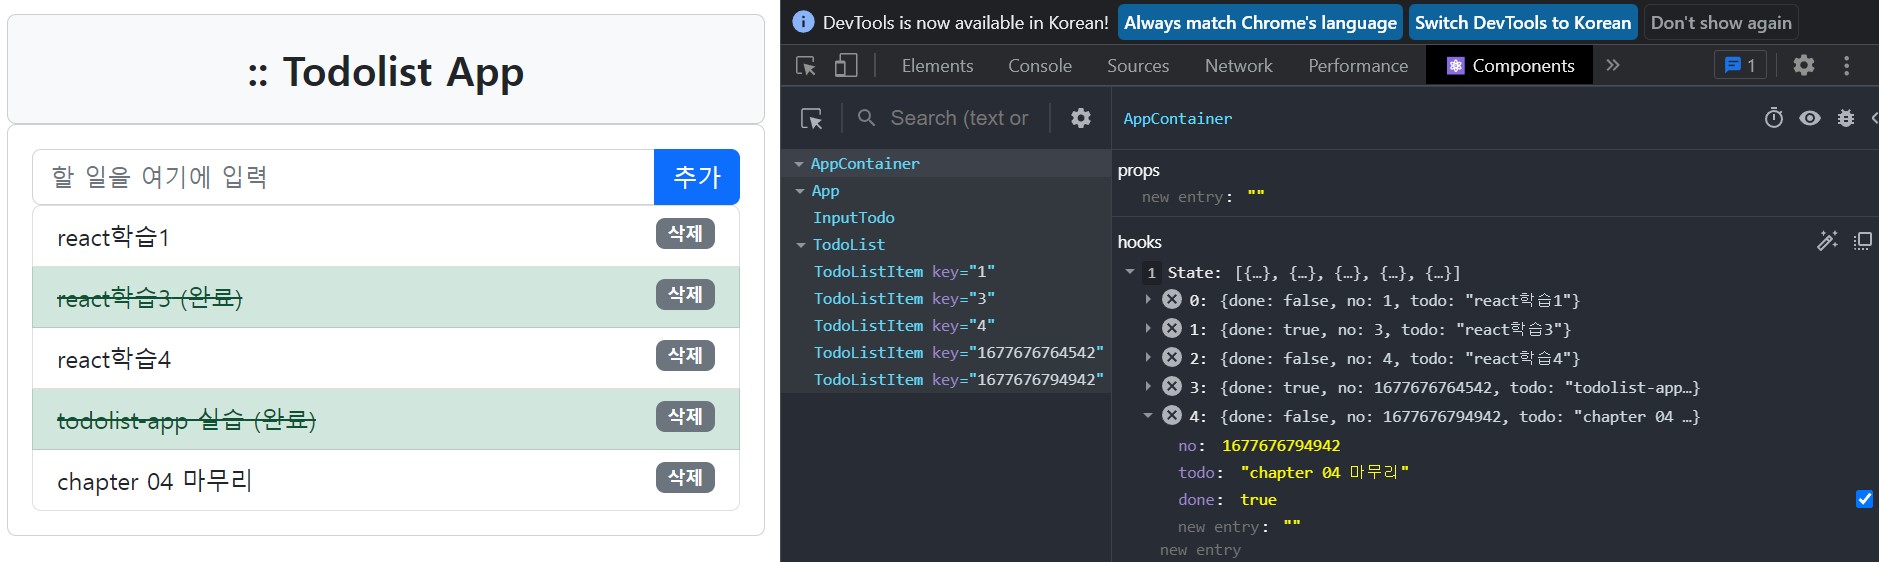 :: Todolist App
할 일을 여기에 입력
추가
react학습1
삭제
react학습3 (완료)
삭제
react학습4
삭제
todolist-app 실습 (완료)
삭제
chapter 04 마무리
삭제
DevTools is now available in Korean!
Always match Chrome's language
Switch DevTools to Korean
Don't show again
Elements
Console
Sources
Network
Performance
Components
1
Search (text or
AppContainer
App
InputTodo
TodoList
TodoListItem key="1"
TodoListItem key="3"
TodoListItem key="4"
TodoListItem key="1677676764542"
TodoListItem key="1677676794942"
AppContainer
props
new entry: ""
hooks
1 State: [{…}, {…}, {…}, {…}, {…}]
0: {done: false, no: 1, todo: "react학습1"}
1: {done: true, no: 3, todo: "react학습3"}
2: {done: false, no: 4, todo: "react학습4"}
3: {done: true, no: 1677676764542, todo: "todolist-app…}
4: {done: false, no: 1677676794942, todo: "chapter 04 …}
no: 1677676794942
todo: "chapter 04 마무리"
done: true
new entry: ""
new entry